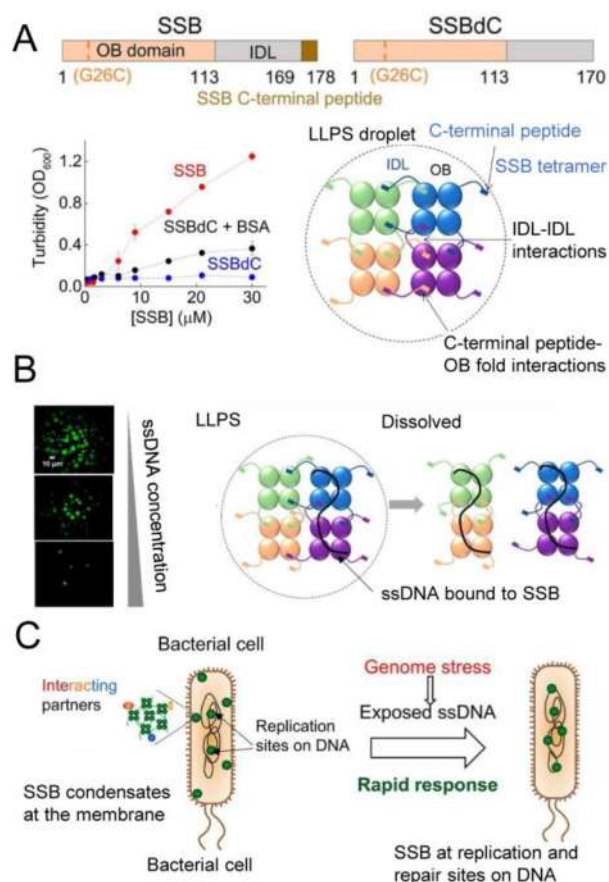 A
SSB
SSBdC
OB domain
IDL
1
(G26C)
113
169
178
1
(G26C)
113
170
SSB C-terminal peptide
Turbidity (OD600)
1.2
0.8
0.4
0.0
SSB
SSBdC + BSA
SSBdC
0
10
20
30
[SSB] (μM)
LLPS droplet
C-terminal peptide
IDL
OB
SSB tetramer
IDL-IDL
interactions
C-terminal peptide-
OB fold interactions
B
10 μm
ssDNA concentration
LLPS
Dissolved
ssDNA bound to SSB
C
Bacterial cell
Interacting
partners
Replication
sites on DNA
SSB condensates
at the membrane
Bacterial cell
Genome stress
Exposed ssDNA
Rapid response
SSB at replication and
repair sites on DNA